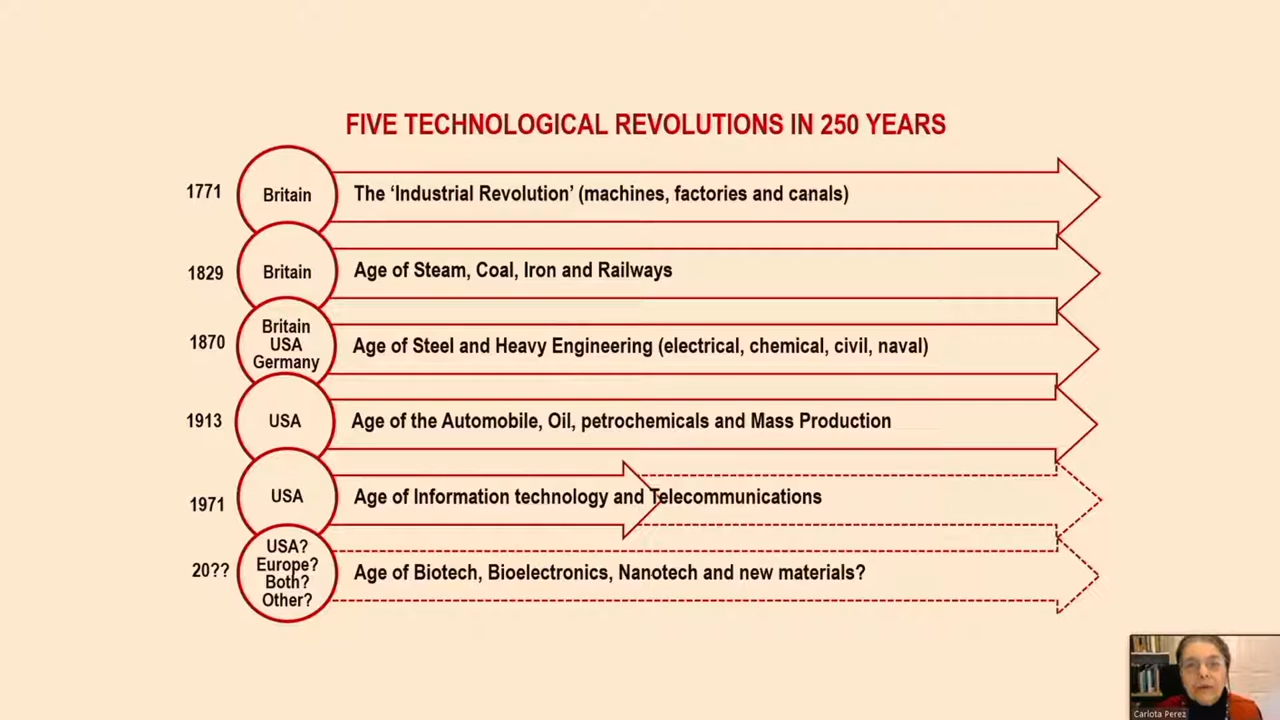 FIVE TECHNOLOGICAL REVOLUTIONS IN 250 YEARS
1771
Britain
The ‘Industrial Revolution’ (machines, factories and canals)
1829
Britain
Age of Steam, Coal, Iron and Railways
1870
Britain
USA
Germany
Age of Steel and Heavy Engineering (electrical, chemical, civil, naval)
1913
USA
Age of the Automobile, Oil, petrochemicals and Mass Production
1971
USA
Age of Information technology and Telecommunications
20??
USA?
Europe?
Both?
Other?
Age of Biotech, Bioelectronics, Nanotech and new materials?
Carlota Perez